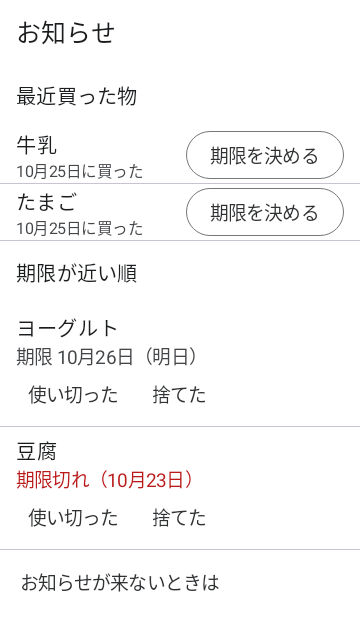 お知らせ
最近買った物
牛乳
10月25日に買った
期限を決める
たまご
10月25日に買った
期限を決める
期限が近い順
ヨーグルト
期限 10月26日（明日）
使い切った 捨てた
豆腐
期限切れ（10月23日）
使い切った 捨てた
お知らせが来ないときは